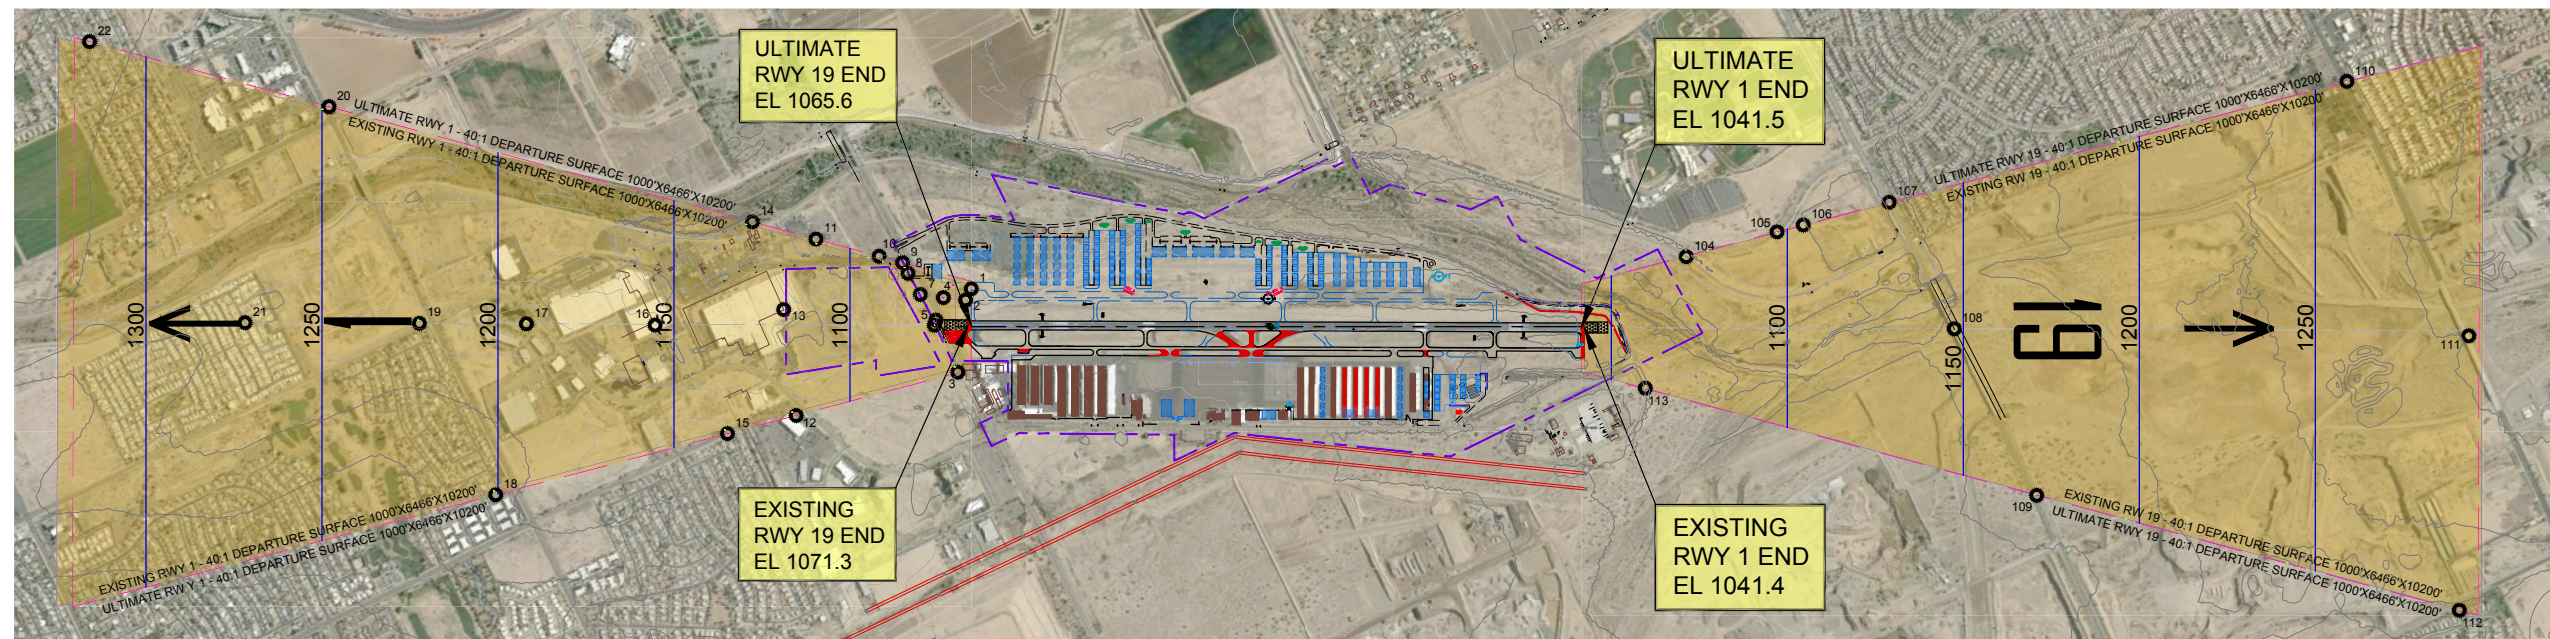 22
20
ULTIMATE RWY 1 - 40:1 DEPARTURE SURFACE 1000'X6466'X10200'
EXISTING RWY 1 - 40:1 DEPARTURE SURFACE 1000'X6466'X10200'
14
11
10
9
8
7
4
1
2
5
3
13
16
17
19
21
1300
1250
1200
1150
1100
1
12
15
18
EXISTING RWY 1 - 40:1 DEPARTURE SURFACE 1000'X6466'X10200'
ULTIMATE RWY 1 - 40:1 DEPARTURE SURFACE 1000'X6466'X10200'
ULTIMATE
RWY 19 END
EL 1065.6
EXISTING
RWY 19 END
EL 1071.3
ULTIMATE
RWY 1 END
EL 1041.5
EXISTING
RWY 1 END
EL 1041.4
104
105
106
107
110
ULTIMATE RWY 19 - 40:1 DEPARTURE SURFACE 1000'X6466'X10200'
EXISTING RW 19 - 40:1 DEPARTURE SURFACE 1000'X6466'X10200'
1100
1150
1200
1250
19
108
111
113
109
112
EXISTING RW 19 - 40:1 DEPARTURE SURFACE 1000'X6466'X10200'
ULTIMATE RWY 19 - 40:1 DEPARTURE SURFACE 1000'X6466'X10200'